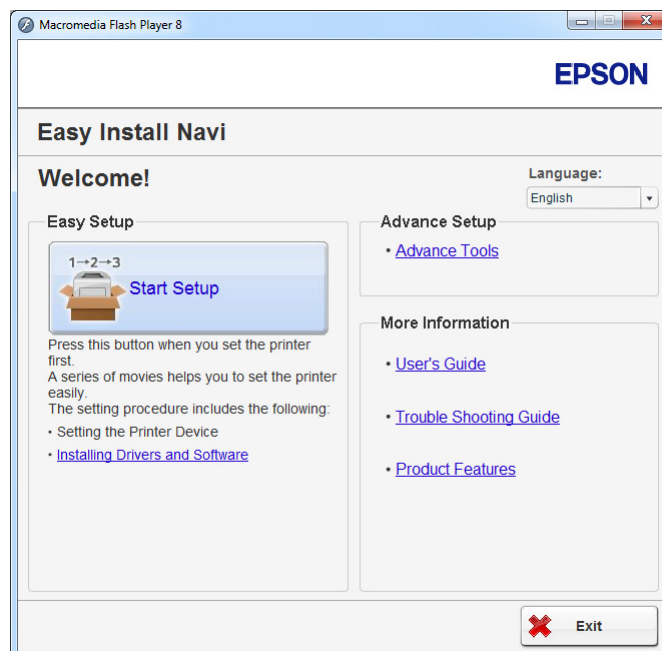 Macromedia Flash Player 8
EPSON
Easy Install Navi
Welcome!
Language:
English
Easy Setup
1→2→3
Start Setup
Press this button when you set the printer
first.
A series of movies helps you to set the printer
easily.
The setting procedure includes the following:
• Setting the Printer Device
• Installing Drivers and Software
Advance Setup
• Advance Tools
More Information
• User's Guide
• Trouble Shooting Guide
• Product Features
Exit